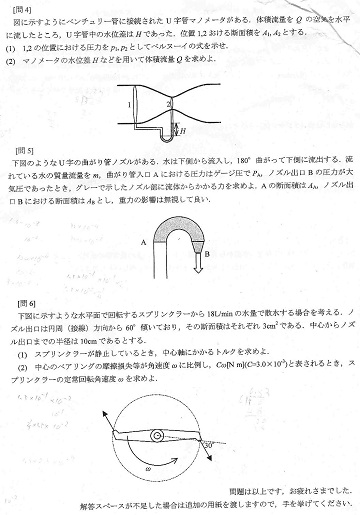 [問4]
図に示すようにベンチュリー管に接続された U 字管マノメータがある．体積流量を Q の空気を水平
に流したところ，U 字管中の水位差は H であった．位置 1,2 おける断面積を A₁, A₂ とする．
(1) 1,2 の位置における圧力を p₁, p₂ としてベルヌーイの式を示せ．
(2) マノメータの水位差 H などを用いて体積流量 Q を求めよ．
1
2
H
[問5]
下図のような U 字の曲がり管ノズルがある．水は下側から流入し，180° 曲がって下側に流出する．流
れている水の質量流量を m，曲がり管入口 A における圧力はゲージ圧で P_A，ノズル出口 B の圧力が大
気圧であったとき，グレーで示したノズル部に流体からかかる力を求めよ．A の断面積は A_A，ノズル出
口 B における断面積は A_B とし，重力の影響は無視して良い．
A
B
[問6]
下図に示すような水平面で回転するスプリンクラーから 18L/min の水量で散水する場合を考える．ノ
ズル出口は円周（接線）方向から 60° 傾いており，その断面積はそれぞれ 3cm² である．中心からノズ
ル出口までの半径は 10cm であるとする．
(1) スプリンクラーが静止しているとき，中心軸にかかるトルクを求めよ．
(2) 中心のベアリングの摩擦損失等が角速度 ω に比例し，Cω[N m](C=3.0×10⁻³)と表されるとき，ス
プリンクラーの定常回転角速度 ω を求めよ．
ω
30°
問題は以上です，お疲れさまでした．
解答スペースが不足した場合は追加の用紙を渡しますので，手を挙げてください．